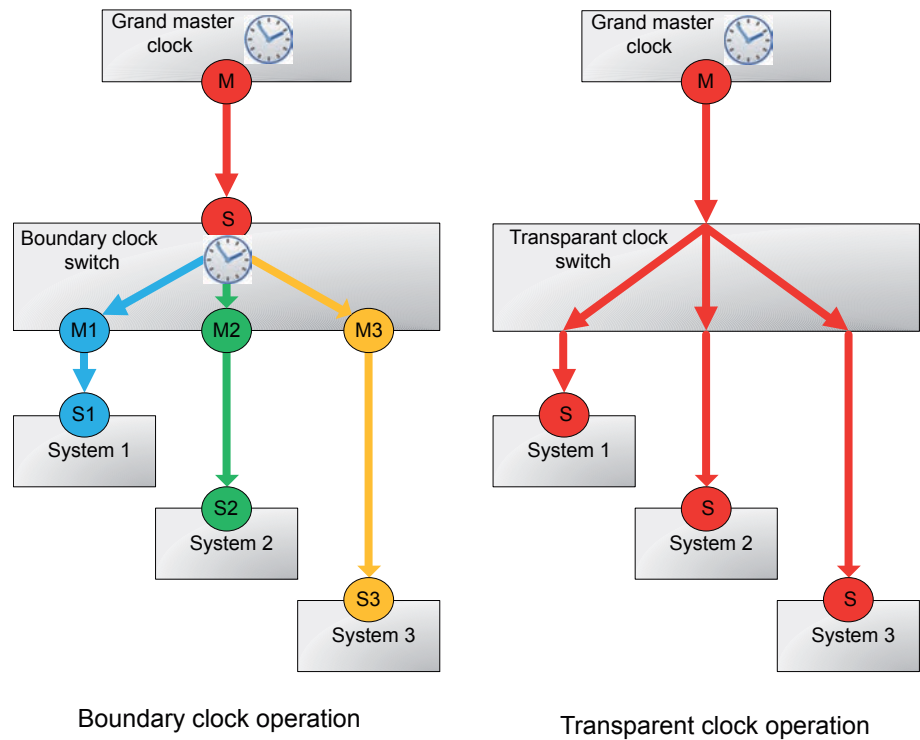 Grand master
clock
M
S
Boundary clock
switch
M1
M2
M3
S1
System 1
S2
System 2
S3
System 3
Boundary clock operation
Grand master
clock
M
Transparant clock
switch
S
System 1
S
System 2
S
System 3
Transparent clock operation